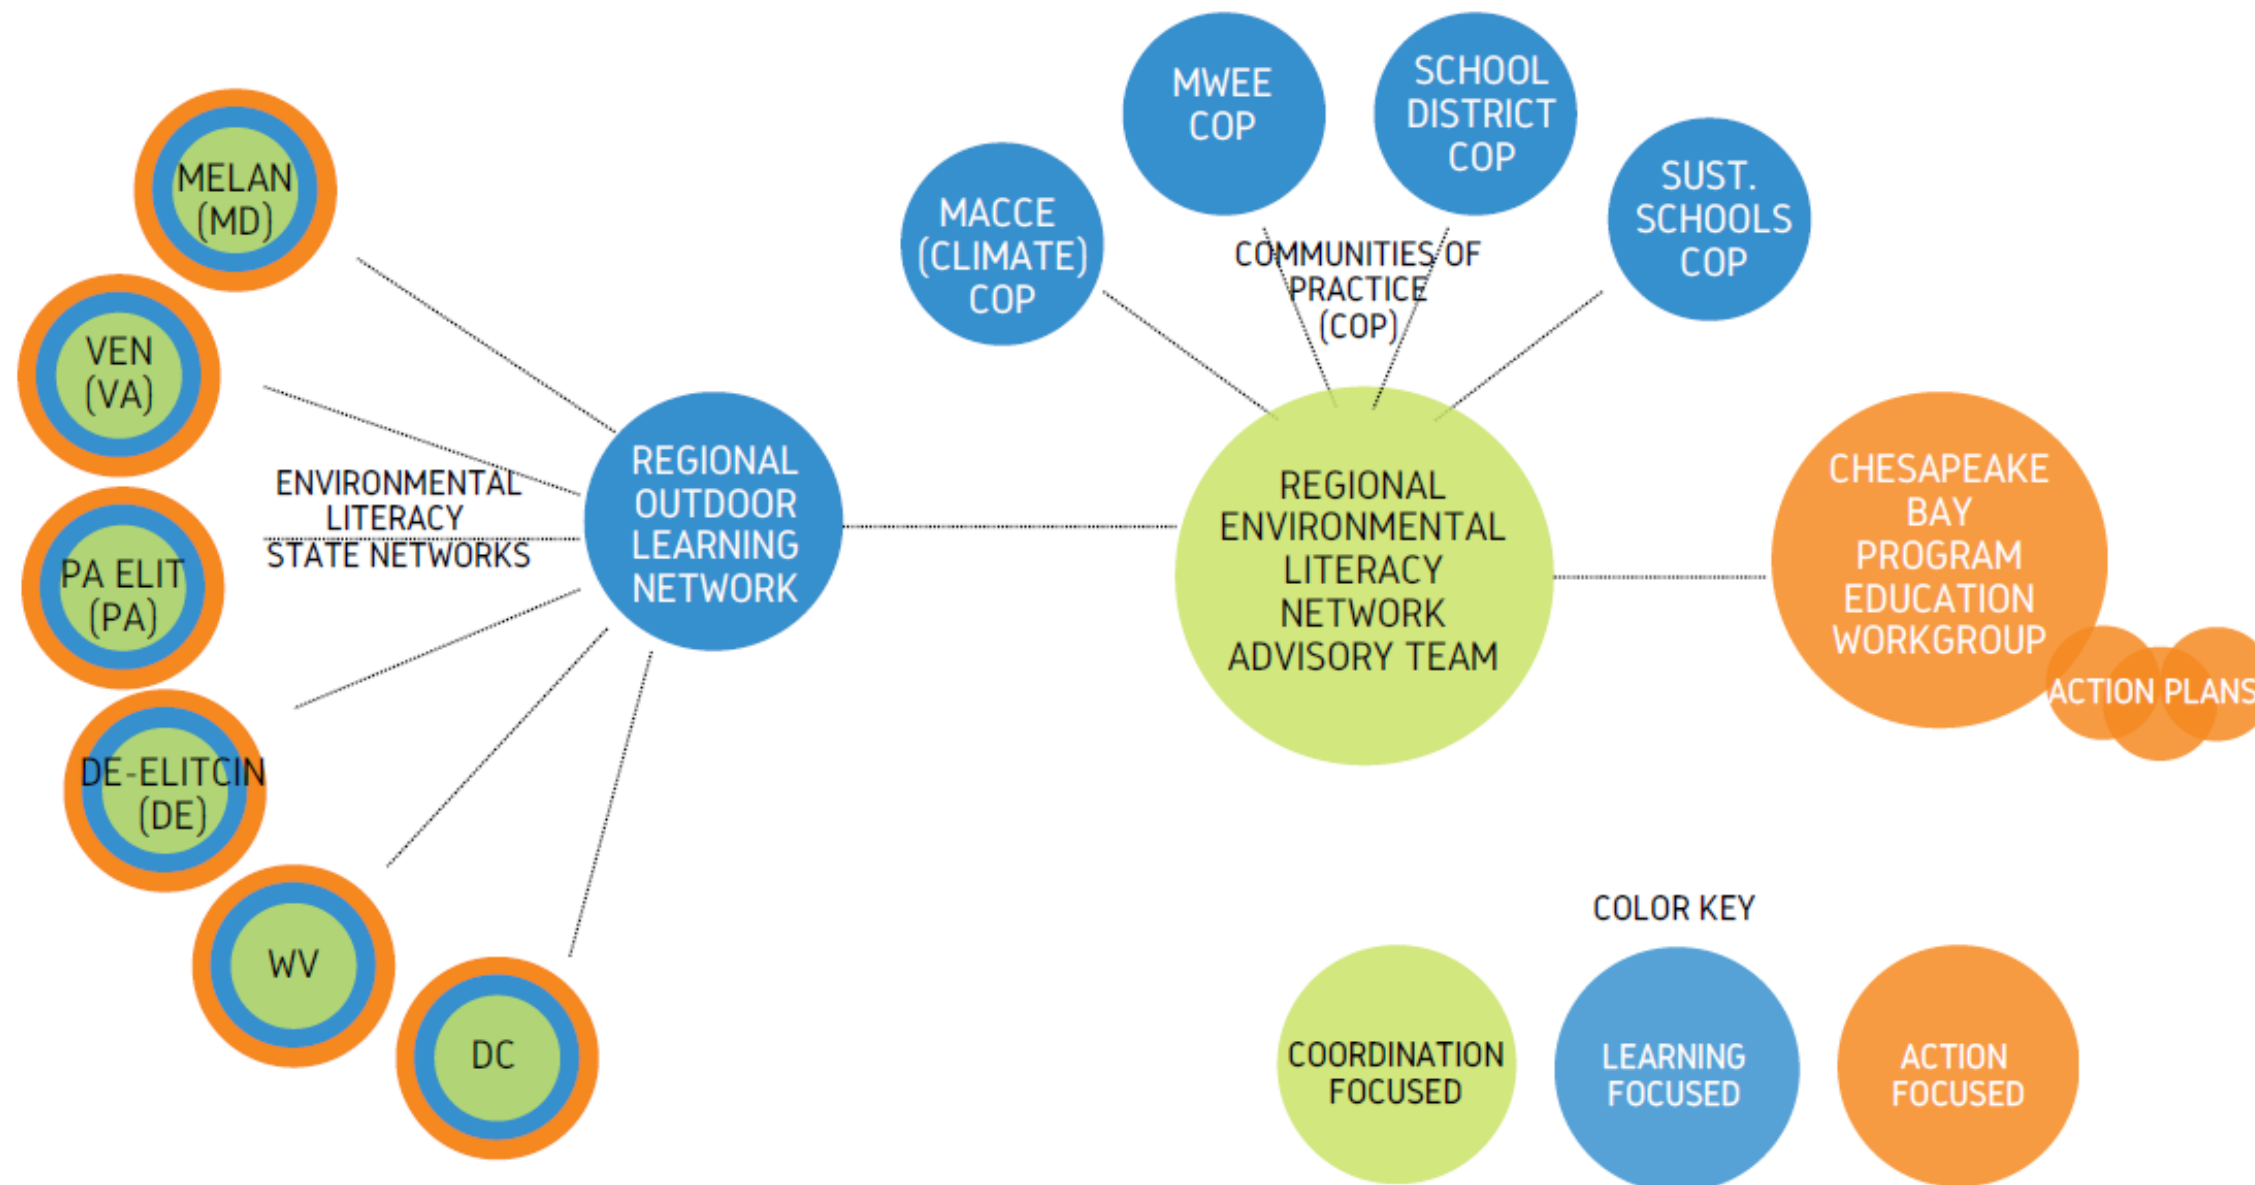 MELAN
(MD)
VEN
(VA)
PA ELIT
(PA)
DE-ELITCIN
(DE)
WV
DC
ENVIRONMENTAL
LITERACY
STATE NETWORKS
REGIONAL
OUTDOOR
LEARNING
NETWORK
MACCE
(CLIMATE)
COP
MWEE
COP
SCHOOL
DISTRICT
COP
SUST.
SCHOOLS
COP
COMMUNITIES OF
PRACTICE
(COP)
REGIONAL
ENVIRONMENTAL
LITERACY
NETWORK
ADVISORY TEAM
CHESAPEAKE
BAY
PROGRAM
EDUCATION
WORKGROUP
ACTION PLANS
COLOR KEY
COORDINATION
FOCUSED
LEARNING
FOCUSED
ACTION
FOCUSED